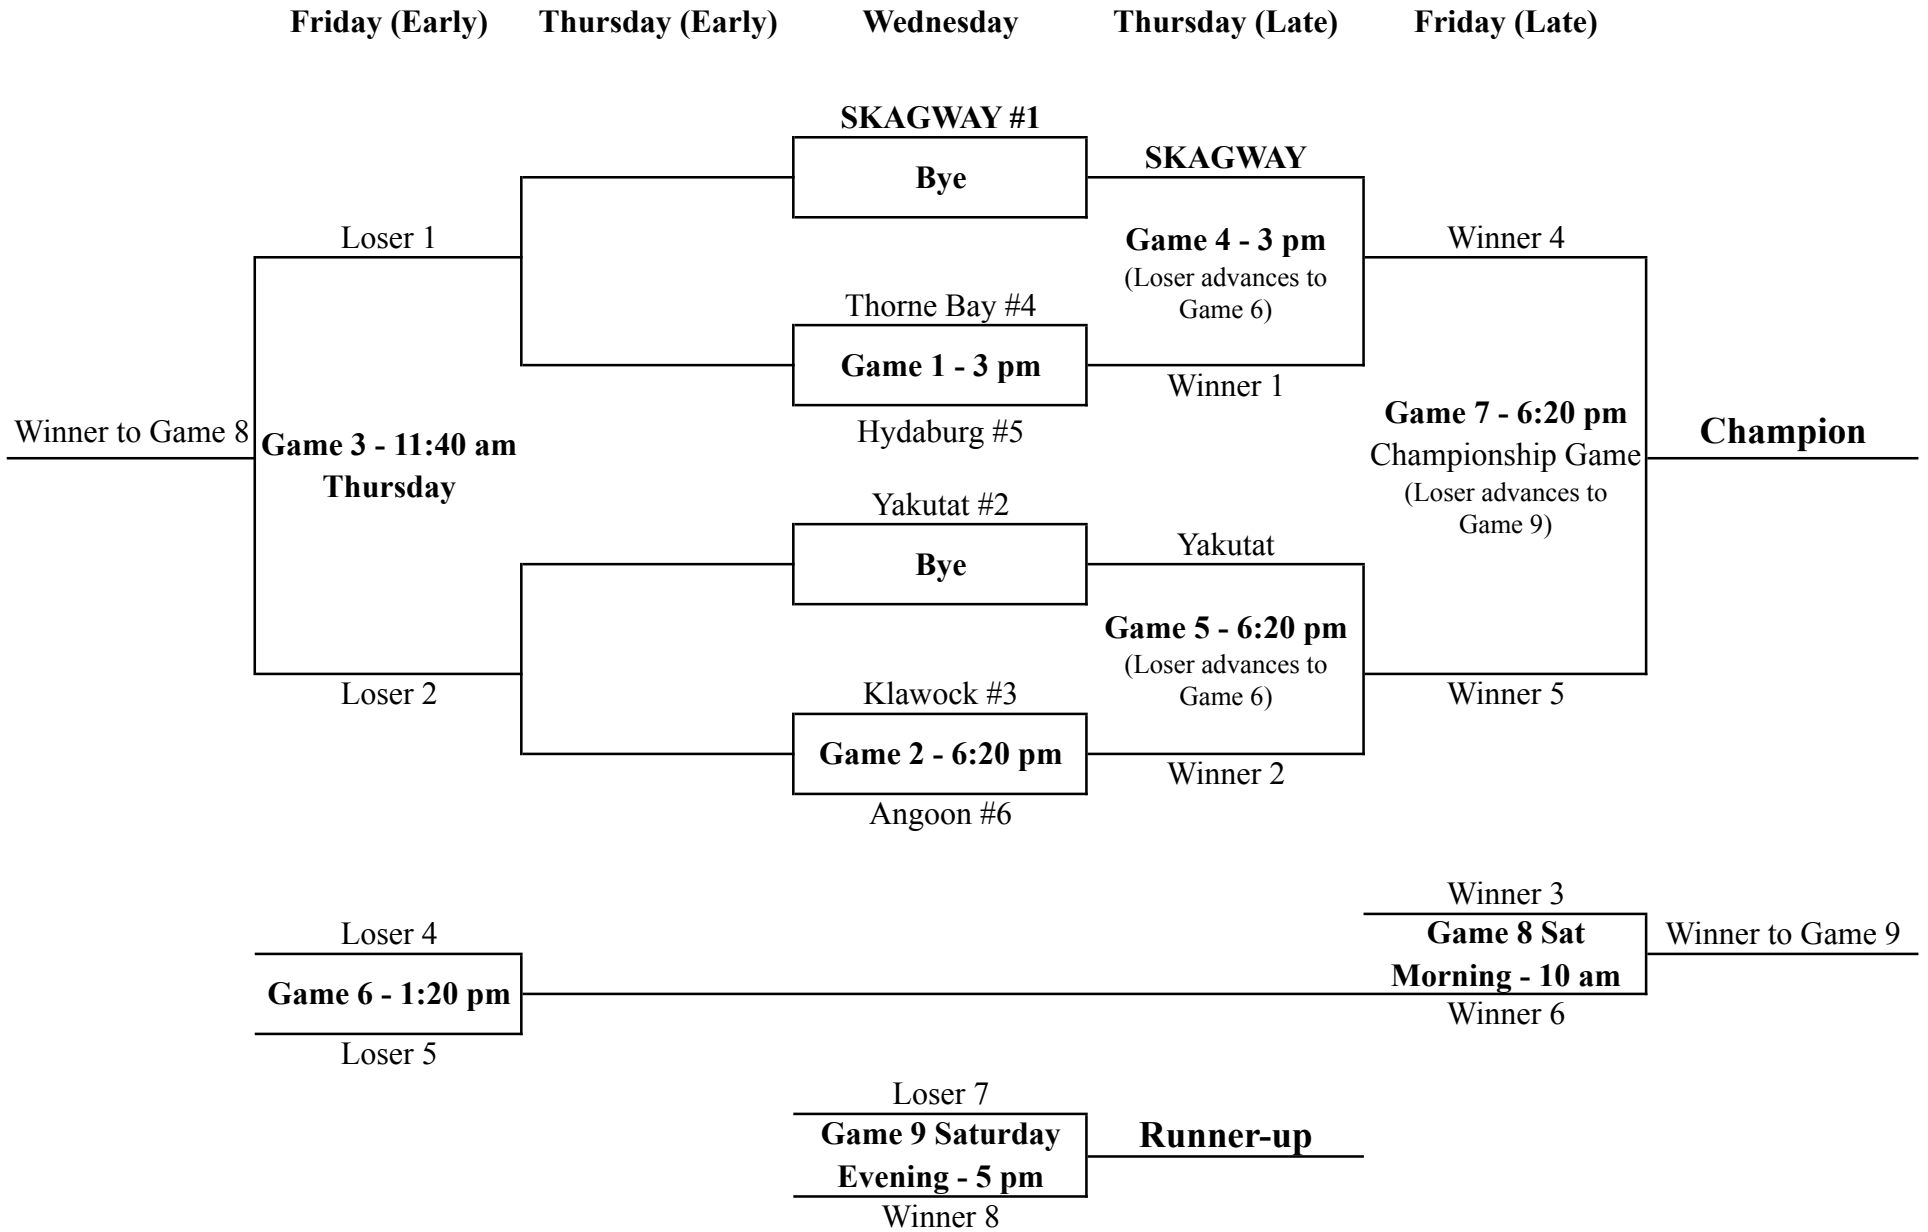 Friday (Early) Thursday (Early) Wednesday Thursday (Late) Friday (Late)
SKAGWAY #1
Bye
SKAGWAY
Loser 1
Game 4 - 3 pm
(Loser advances to
Game 6)
Winner 4
Thorne Bay #4
Game 1 - 3 pm
Hydaburg #5
Winner 1
Winner to Game 8
Game 3 - 11:40 am
Thursday
Game 7 - 6:20 pm
Championship Game
(Loser advances to
Game 9)
Champion
Yakutat #2
Bye
Yakutat
Game 5 - 6:20 pm
(Loser advances to
Game 6)
Loser 2
Klawock #3
Game 2 - 6:20 pm
Angoon #6
Winner 2
Winner 5
Winner 3
Game 8 Sat
Morning - 10 am
Winner 6
Winner to Game 9
Loser 4
Game 6 - 1:20 pm
Loser 5
Loser 7
Game 9 Saturday
Evening - 5 pm
Winner 8
Runner-up